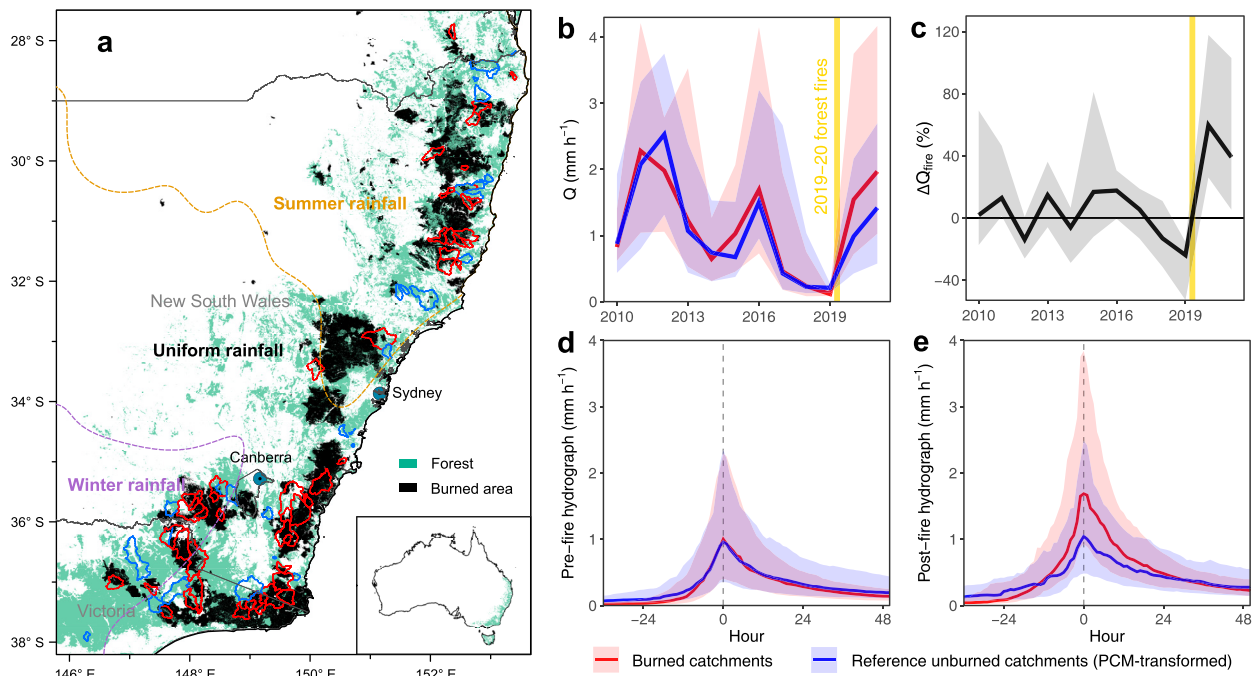 a
28° S
30° S
32° S
34° S
36° S
38° S
146° E
148° E
150° E
152° E
Summer rainfall
New South Wales
Uniform rainfall
Sydney
Canberra
Winter rainfall
Victoria
Forest
Burned area
b
Q (mm h⁻¹)
4
3
2
1
0
2010
2013
2016
2019
2019−20 forest fires
c
ΔQfire (%)
120
80
40
0
−40
2010
2013
2016
2019
d
Pre−fire hydrograph (mm h⁻¹)
4
3
2
1
0
−24
0
24
48
Hour
e
Post−fire hydrograph (mm h⁻¹)
4
3
2
1
0
−24
0
24
48
Hour
Burned catchments
Reference unburned catchments (PCM−transformed)